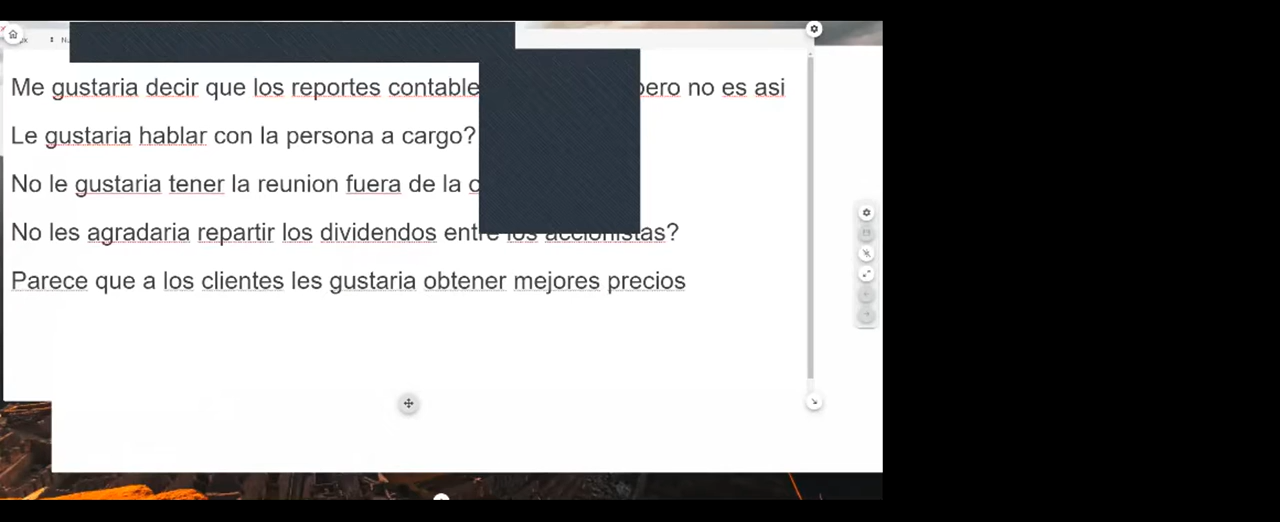 Me gustaria decir que los reportes pero no es asi
Le gustaria hablar con la persona a cargo?
No le gustaria tener la reunion fuera de la
No les agradaria repartir los dividendos entre los accionistas?
Parece que a los clientes les gustaria obtener mejores precios